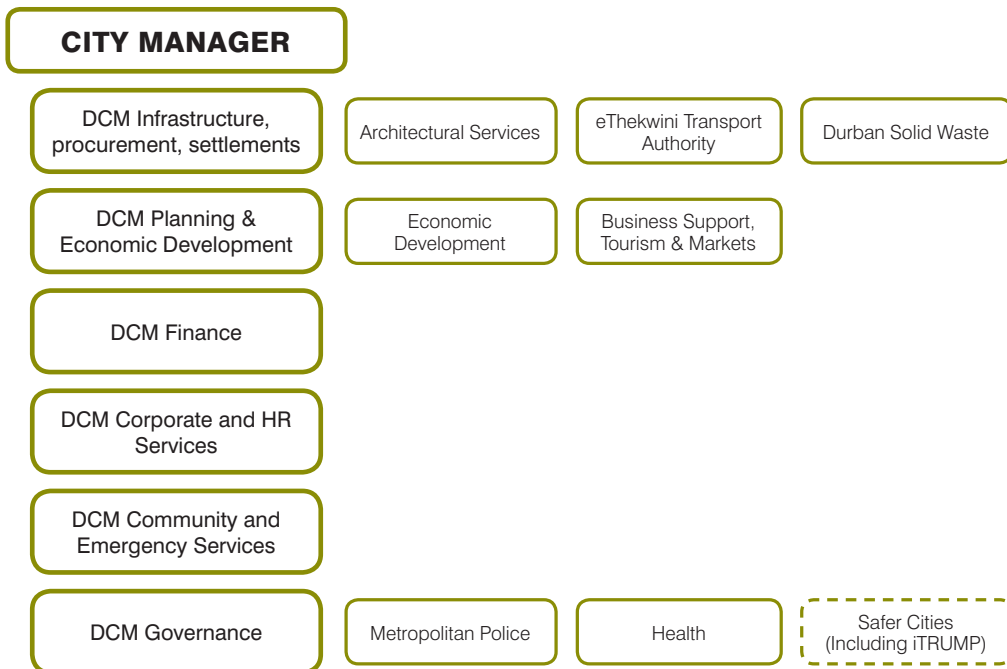 CITY MANAGER
DCM Infrastructure,
procurement, settlements
Architectural Services
eThekwini Transport
Authority
Durban Solid Waste
DCM Planning &
Economic Development
Economic
Development
Business Support,
Tourism & Markets
DCM Finance
DCM Corporate and HR
Services
DCM Community and
Emergency Services
DCM Governance
Metropolitan Police
Health
Safer Cities
(Including iTRUMP)